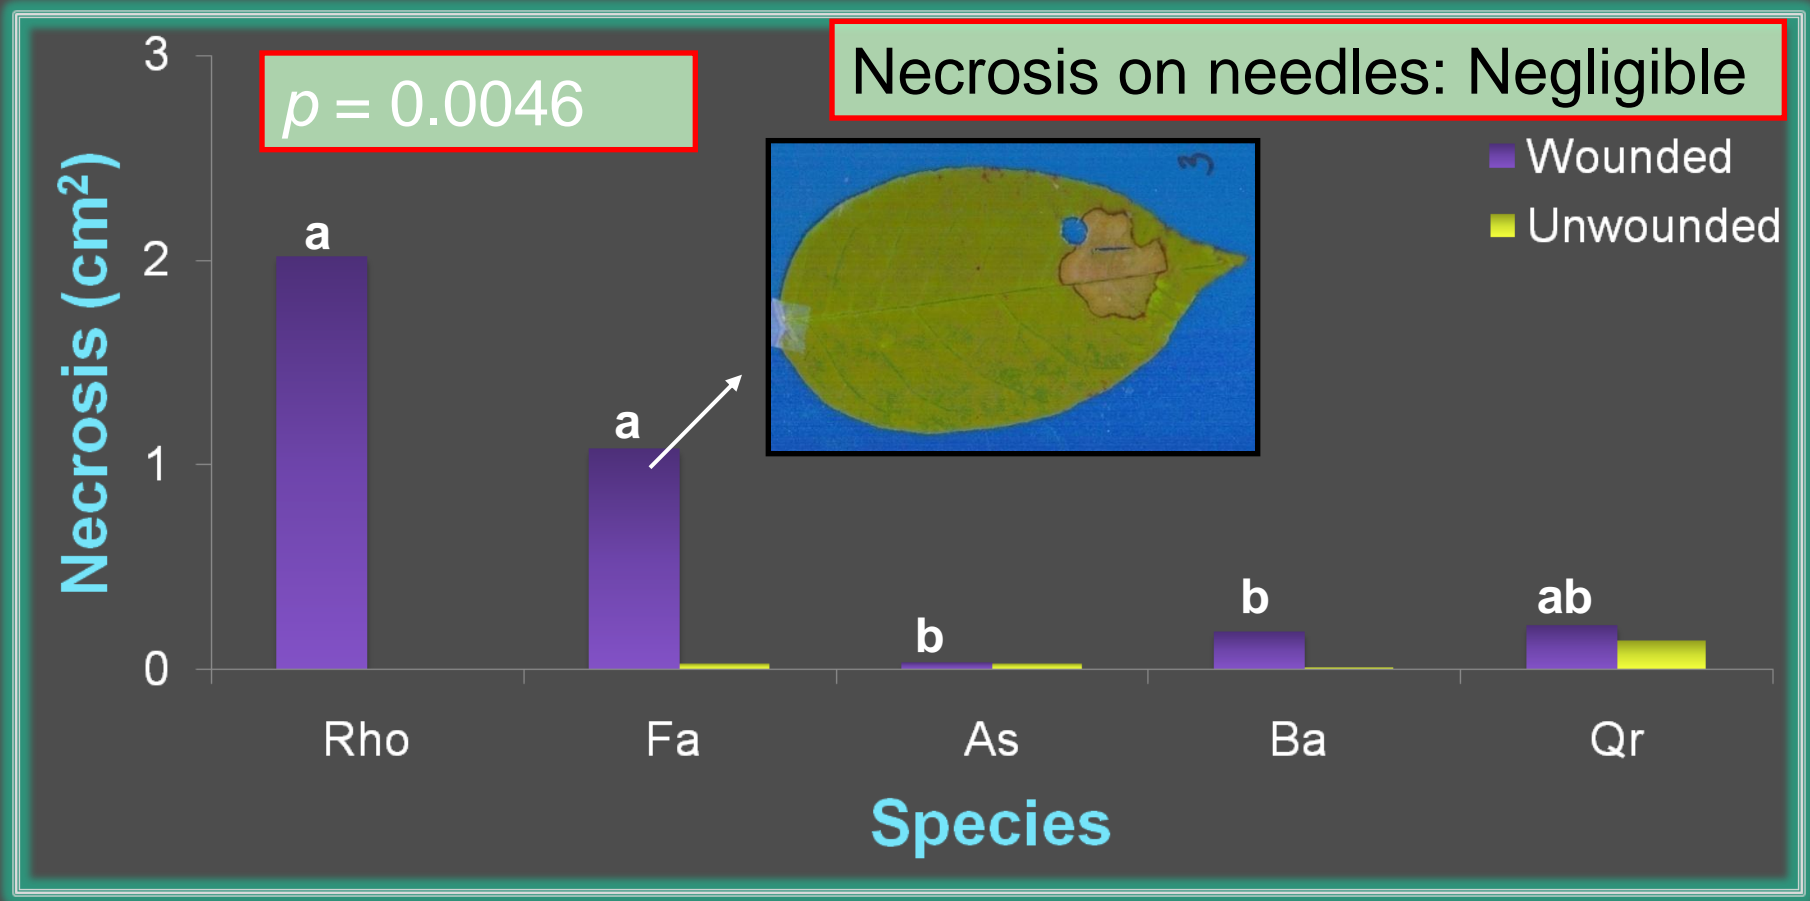 Necrosis on needles: Negligible
p = 0.0046
Wounded
Unwounded
3
2
1
0
Necrosis (cm²)
3
a
a
b
b
ab
Rho
Fa
As
Ba
Qr
Species